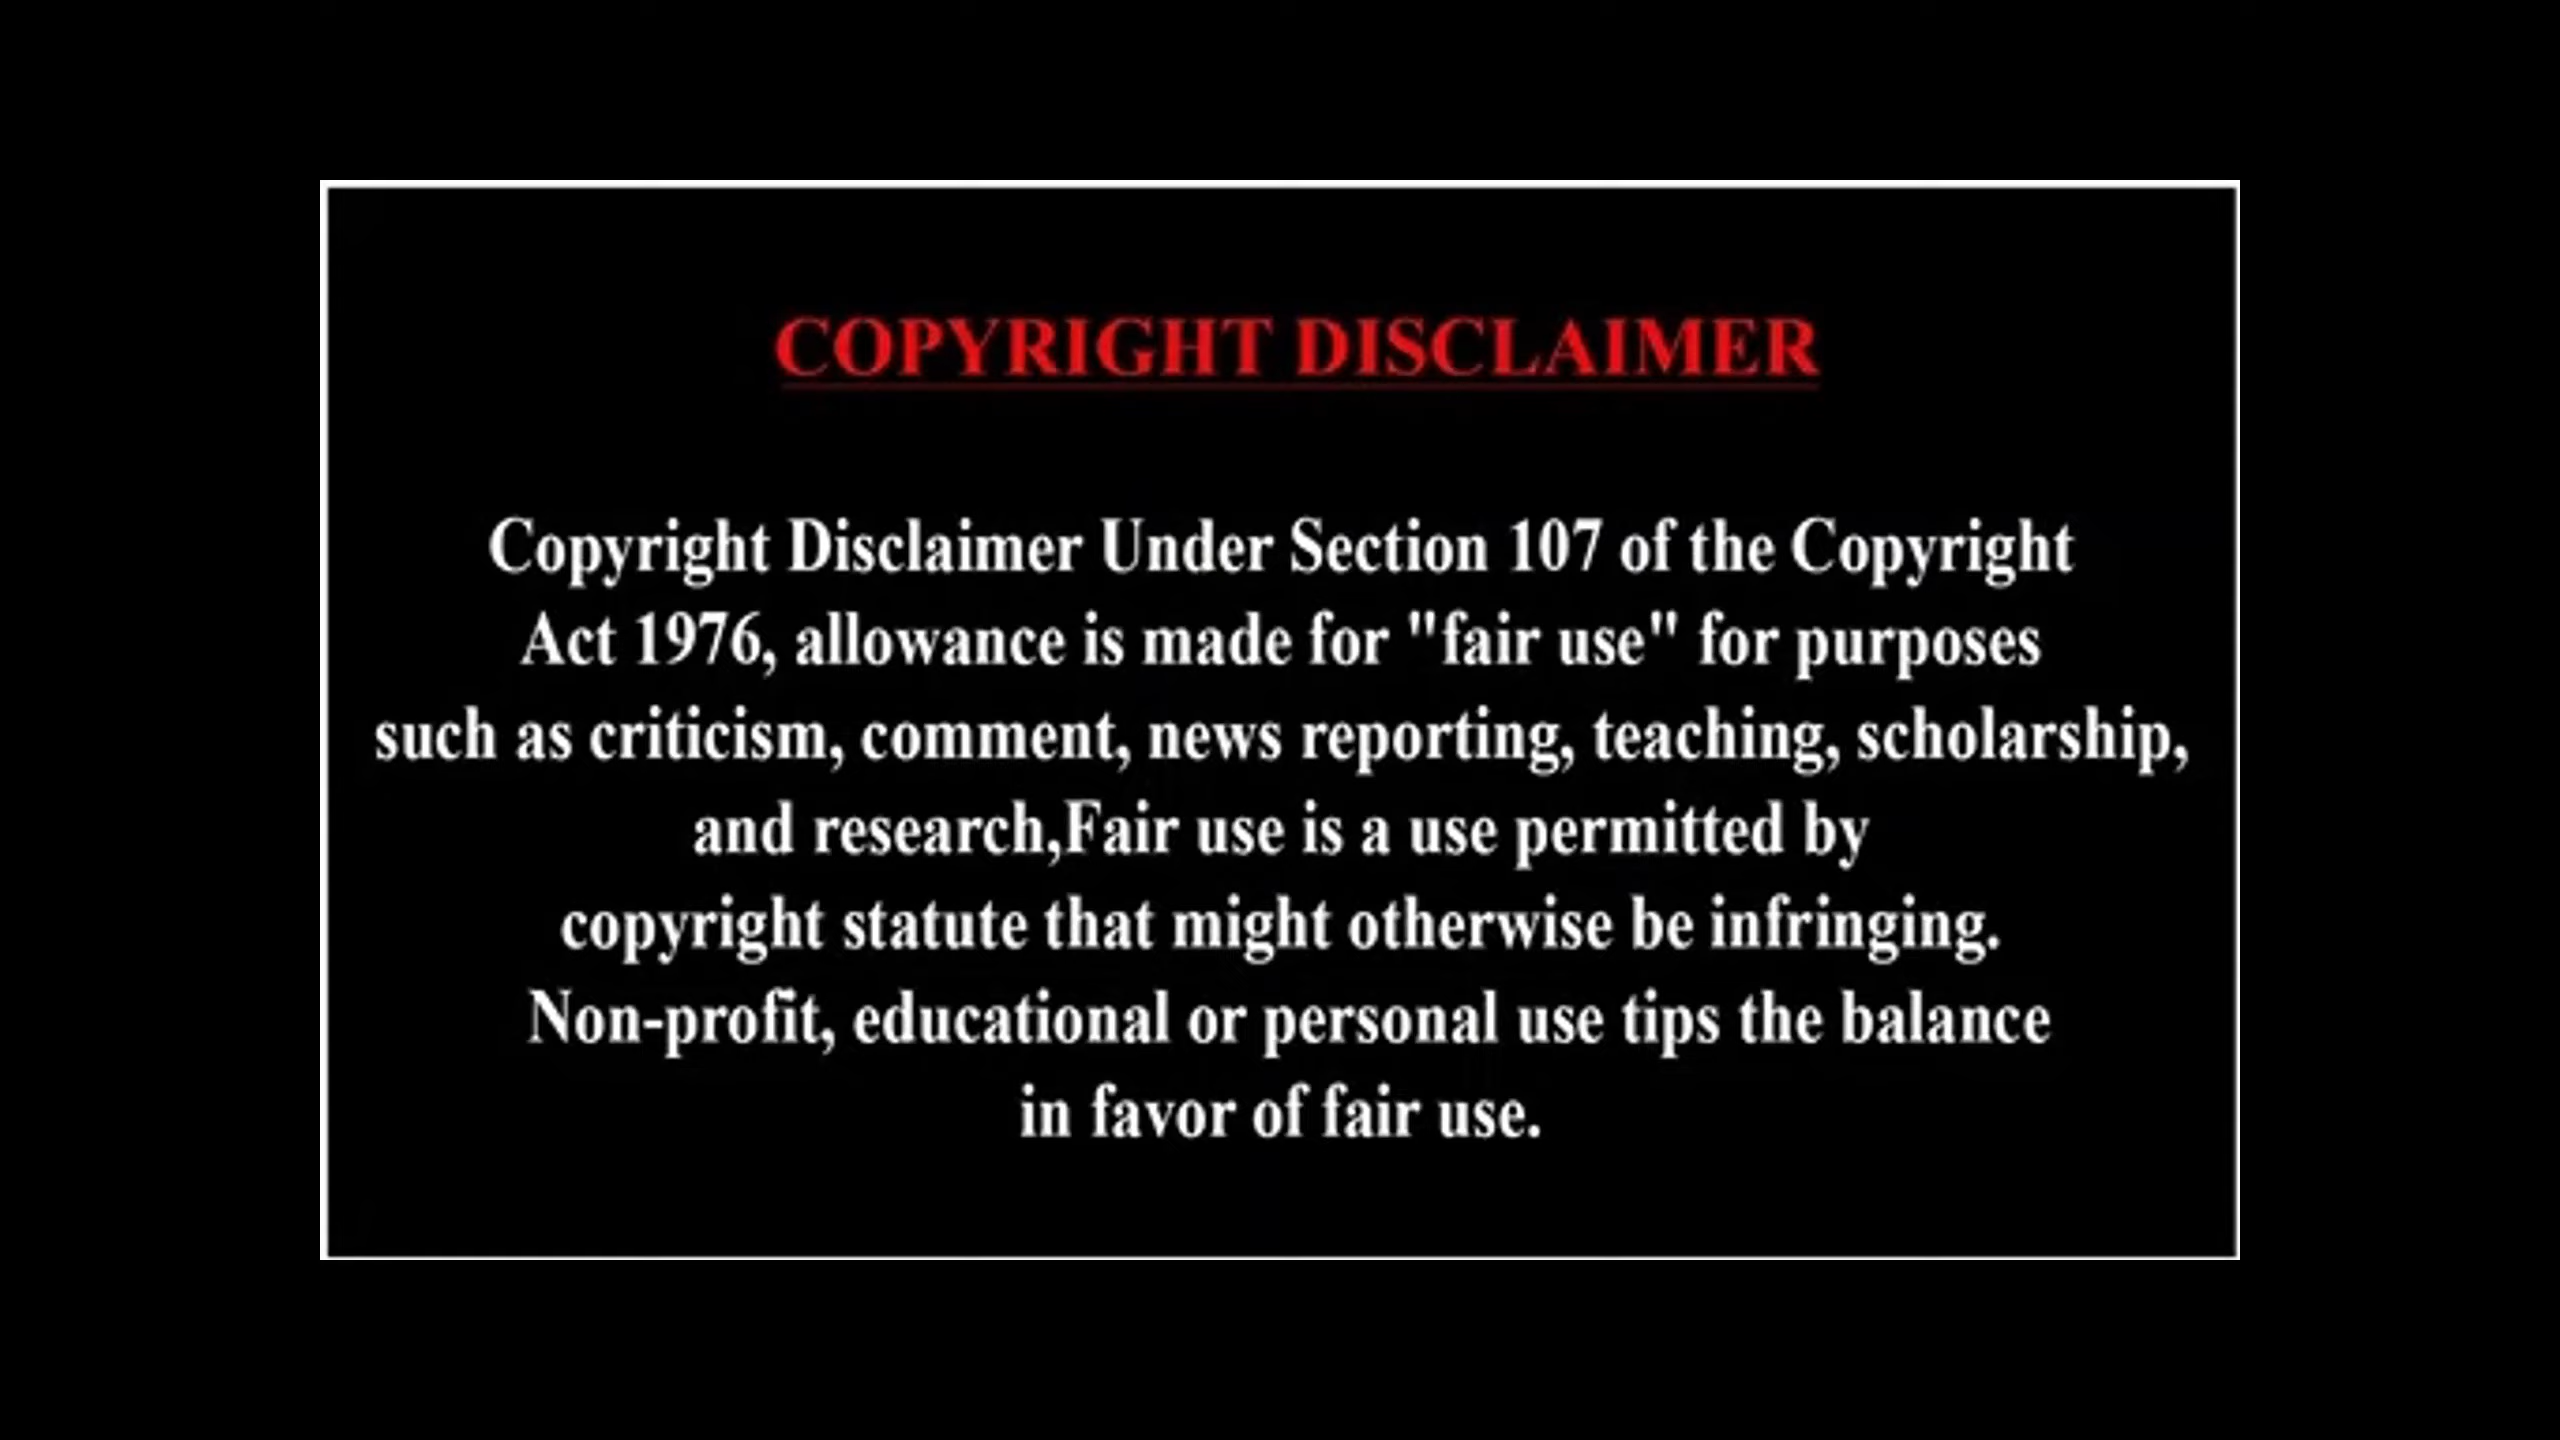 COPYRIGHT DISCLAIMER
Copyright Disclaimer Under Section 107 of the Copyright
Act 1976, allowance is made for "fair use" for purposes
such as criticism, comment, news reporting, teaching, scholarship,
and research,Fair use is a use permitted by
copyright statute that might otherwise be infringing.
Non-profit, educational or personal use tips the balance
in favor of fair use.